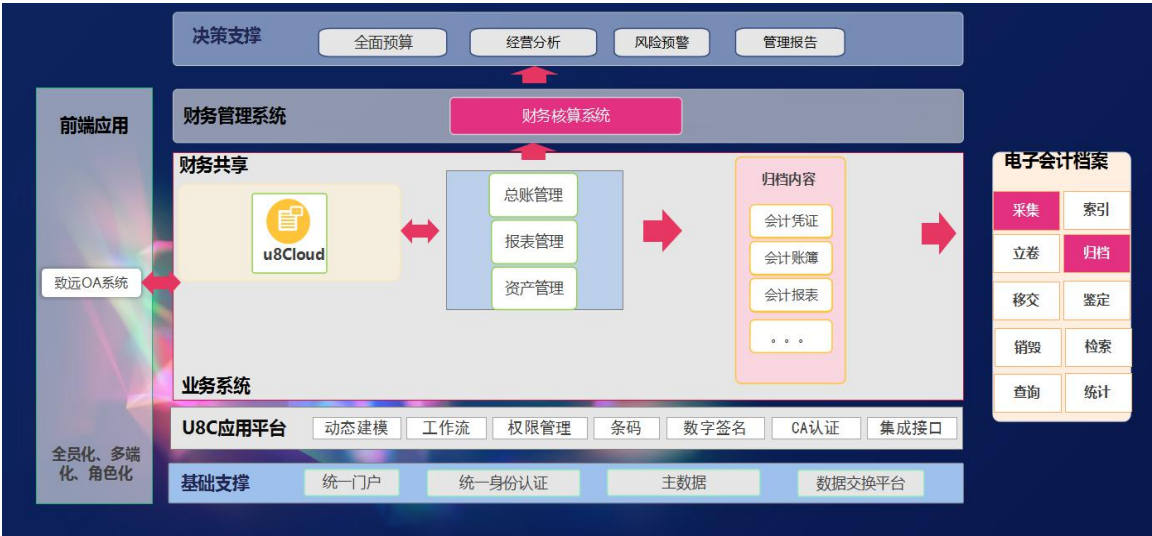 决策支撑
全面预算
经营分析
风险预警
管理报告
前端应用
致远OA系统
全员化、多端
化、角色化
财务管理系统
财务核算系统
财务共享
u8Cloud
总账管理
报表管理
资产管理
归档内容
会计凭证
会计账簿
会计报表
。。。
业务系统
U8C应用平台
动态建模
工作流
权限管理
条码
数字签名
CA认证
集成接口
基础支撑
统一门户
统一身份认证
主数据
数据交换平台
电子会计档案
采集
索引
立卷
归档
移交
鉴定
销毁
检索
查询
统计